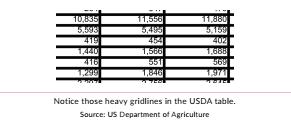 10,835 11,556 11,880
5,593 5,495 5,159
419 454 402
1,440 1,566 1,688
416 551 569
1,299 1,846 1,971
Notice those heavy gridlines in the USDA table.
Source: US Department of Agriculture